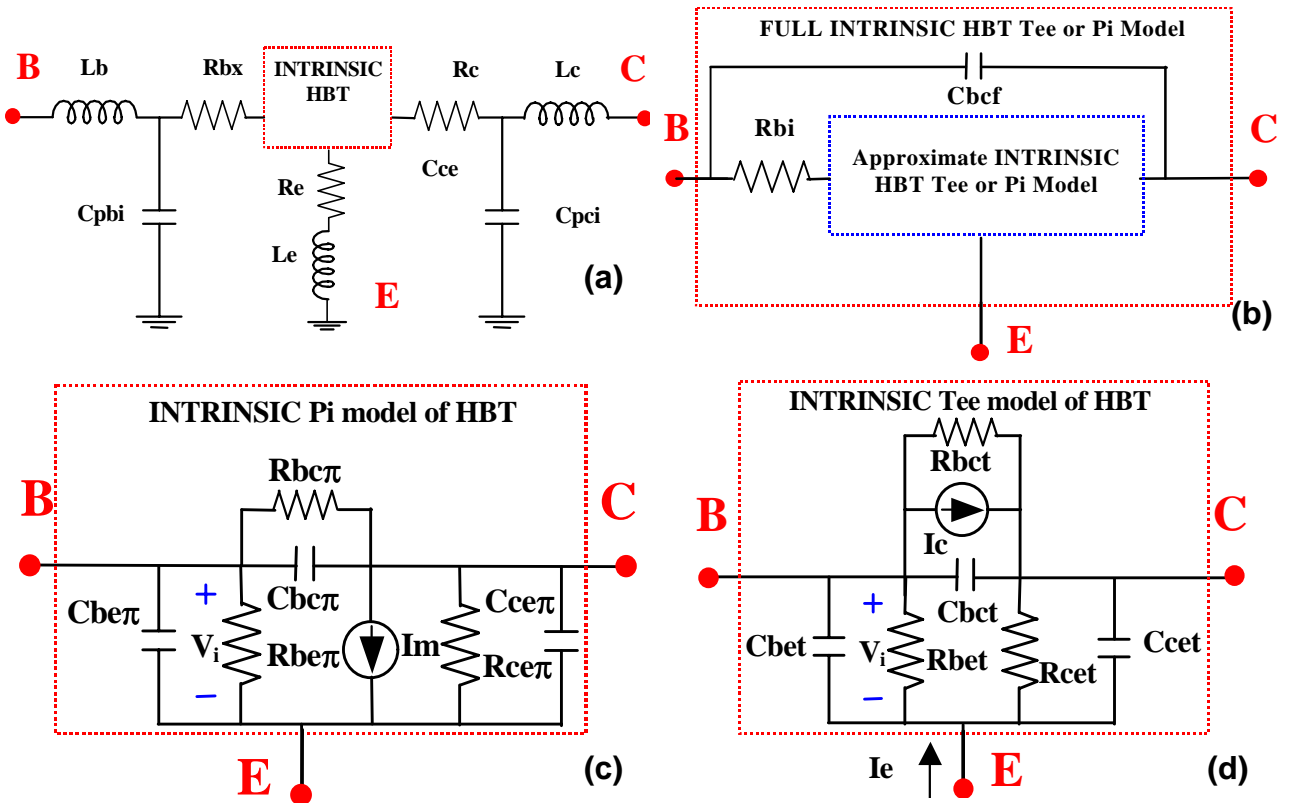 B
Lb
Rbx
INTRINSIC
HBT
Rc
Lc
C
Cpbi
Re
Cce
Cpci
Le
E
(a)
FULL INTRINSIC HBT Tee or Pi Model
Cbcf
B
Rbi
Approximate INTRINSIC
HBT Tee or Pi Model
C
E
(b)
INTRINSIC Pi model of HBT
Rbcπ
B
C
Cbcπ
Cbeπ
+
Vi
−
Rbeπ
Im
Cceπ
Rceπ
E
(c)
INTRINSIC Tee model of HBT
Rbct
Ic
B
C
Cbct
Cbet
+
Vi
−
Rbet
Rcet
Ccet
Ie
E
(d)